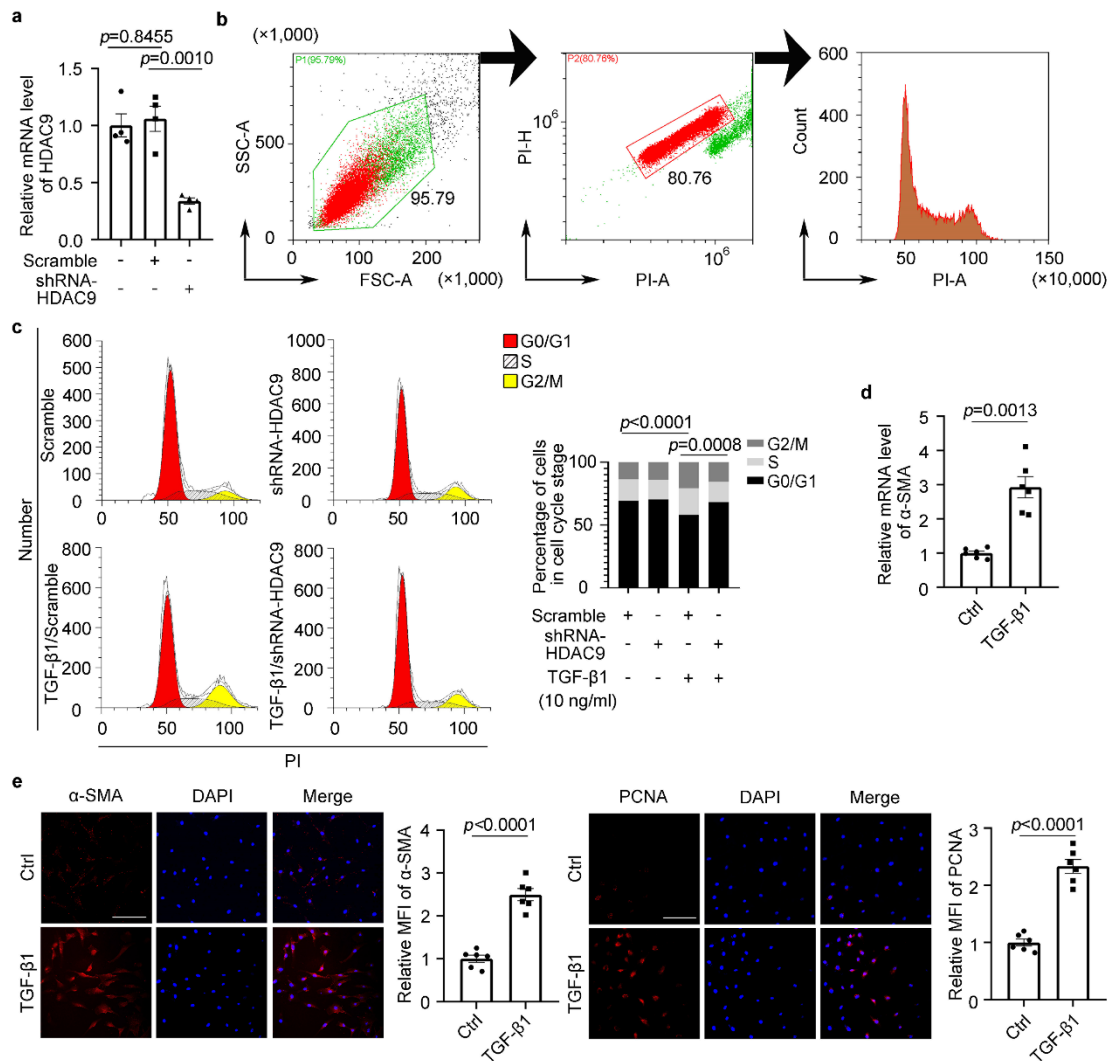 a
p=0.8455
p=0.0010
Relative mRNA level
of HDAC9
1.5
1.0
0.5
0.0
Scramble - + -
shRNA-
HDAC9 - - +
b
(×1,000)
P1(95.79%)
SSC-A
500
0
95.79
100 200
FSC-A (×1,000)
P2(80.76%)
PI-H
10^6
80.76
10^6
PI-A
Count
600
400
200
0
50 100 150
PI-A (×10,000)
c
Number
Scramble
600
500
400
300
200
100
0
0 50 100
shRNA-HDAC9
1000
800
600
400
200
0
0 50 100
TGF-β1/Scramble
800
600
400
200
0
0 50 100
TGF-β1/shRNA-HDAC9
800
600
400
200
0
0 50 100
PI
G0/G1
S
G2/M
p<0.0001
p=0.0008
G2/M
S
G0/G1
Percentage of cells
in cell cycle stage
100
50
0
Scramble + - + -
shRNA-
HDAC9 - + - +
TGF-β1 - - + +
(10 ng/ml)
d
p=0.0013
Relative mRNA level
of α-SMA
5
4
3
2
1
0
Ctrl
TGF-β1
e
α-SMA DAPI Merge
Ctrl
TGF-β1
p<0.0001
Relative MFI of α-SMA
4
3
2
1
0
Ctrl
TGF-β1
PCNA DAPI Merge
Ctrl
TGF-β1
p<0.0001
Relative MFI of PCNA
3
2
1
0
Ctrl
TGF-β1